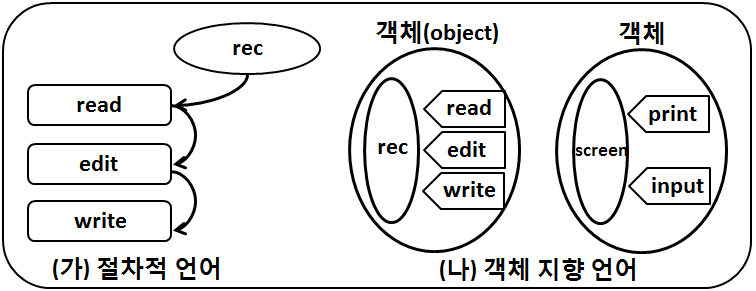 rec
read
edit
write
(가) 절차적 언어
객체(object)
rec
read
edit
write
객체
screen
print
input
(나) 객체 지향 언어